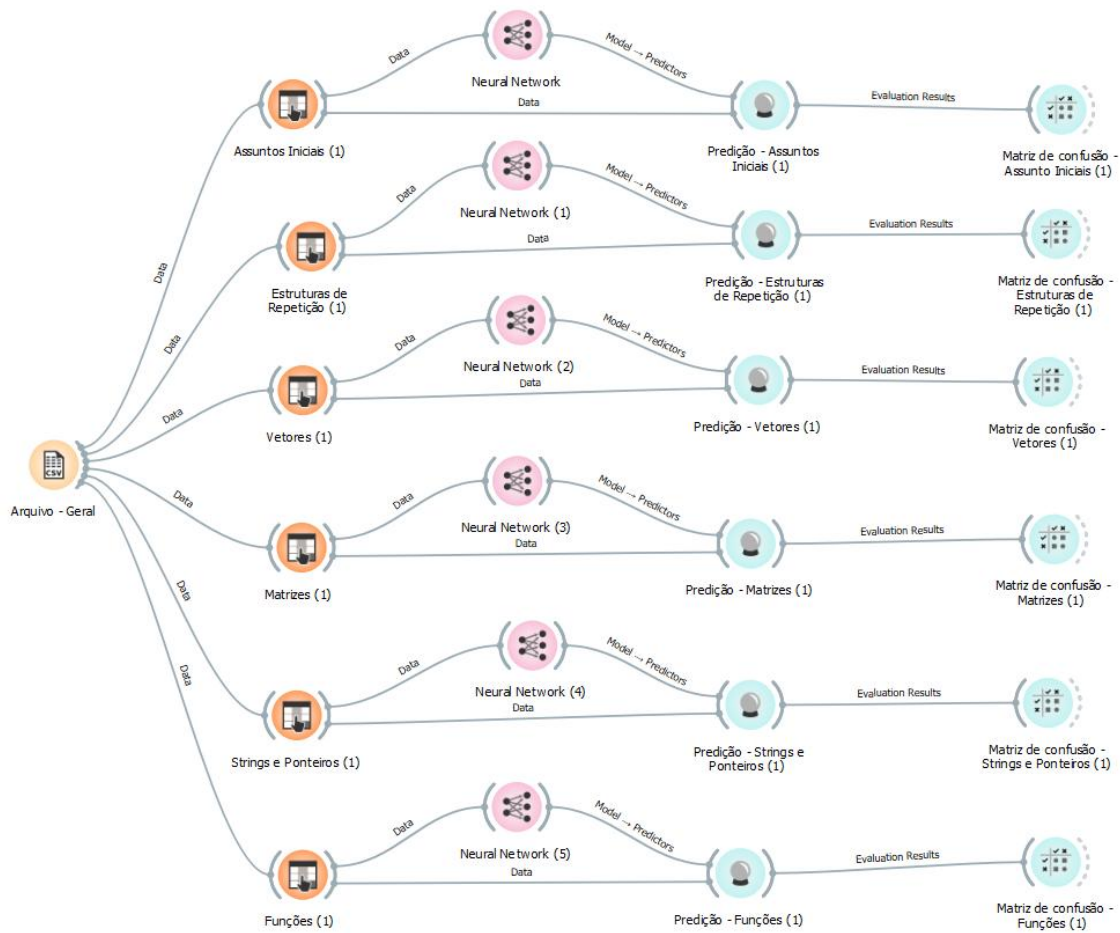 Data
Neural Network
Model → Predictors
Data
Evaluation Results
Assuntos Iniciais (1)
Predição - Assuntos
Iniciais (1)
Matriz de confusão -
Assunto Iniciais (1)
Data
Data
Neural Network (1)
Model → Predictors
Data
Evaluation Results
Estruturas de
Repetição (1)
Predição - Estruturas
de Repetição (1)
Matriz de confusão -
Estruturas de
Repetição (1)
Data
Data
Neural Network (2)
Model → Predictors
Data
Evaluation Results
Vetores (1)
Predição - Vetores (1)
Matriz de confusão -
Vetores (1)
Data
CSV
Arquivo - Geral
Data
Data
Neural Network (3)
Model → Predictors
Data
Evaluation Results
Matrizes (1)
Predição - Matrizes (1)
Matriz de confusão -
Matrizes (1)
Data
Data
Neural Network (4)
Model → Predictors
Data
Evaluation Results
Strings e Ponteiros (1)
Predição - Strings e
Ponteiros (1)
Matriz de confusão -
Strings e Ponteiros (1)
Data
Data
Neural Network (5)
Model → Predictors
Data
Evaluation Results
Funções (1)
Predição - Funções (1)
Matriz de confusão -
Funções (1)